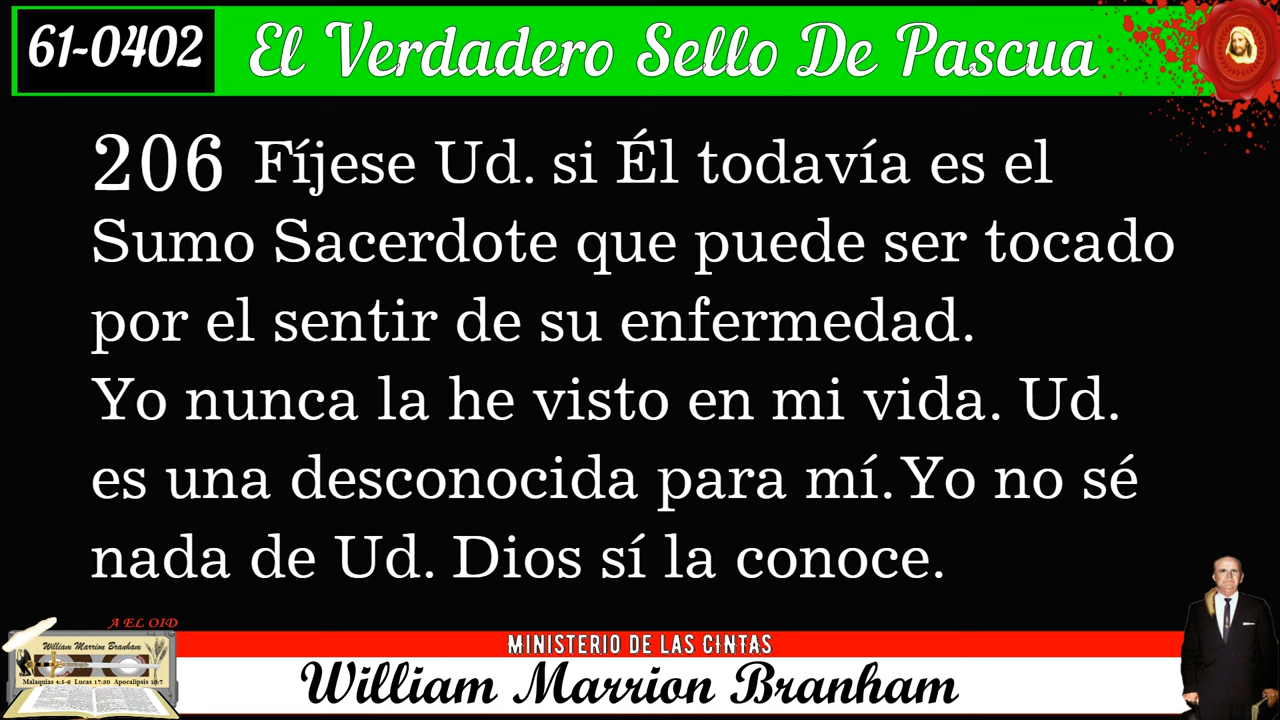 61-0402 El Verdadero Sello De Pascua
206 Fíjese Ud. si Él todavía es el
Sumo Sacerdote que puede ser tocado
por el sentir de su enfermedad.
Yo nunca la he visto en mi vida. Ud.
es una desconocida para mí.Yo no sé
nada de Ud. Dios sí la conoce.
A EL OID
William Marrion Branham
Malaquias 4:5-6 Lucas 17:30 Apocalipsis 10:7
MINISTERIO DE LAS CINTAS
William Marrion Branham